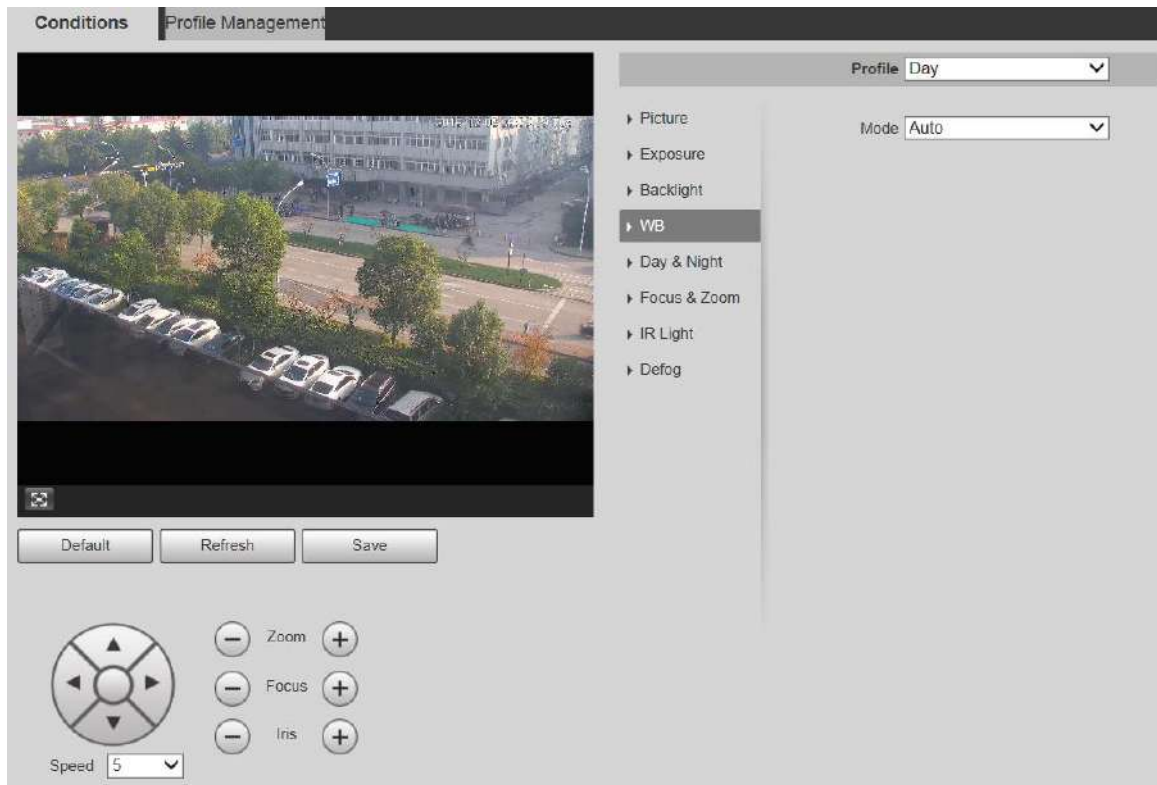 Conditions
Profile Management
Profile Day
Picture
Mode Auto
Exposure
Backlight
WB
Day & Night
Focus & Zoom
IR Light
Defog
Default
Refresh
Save
Zoom
Focus
Iris
Speed 5